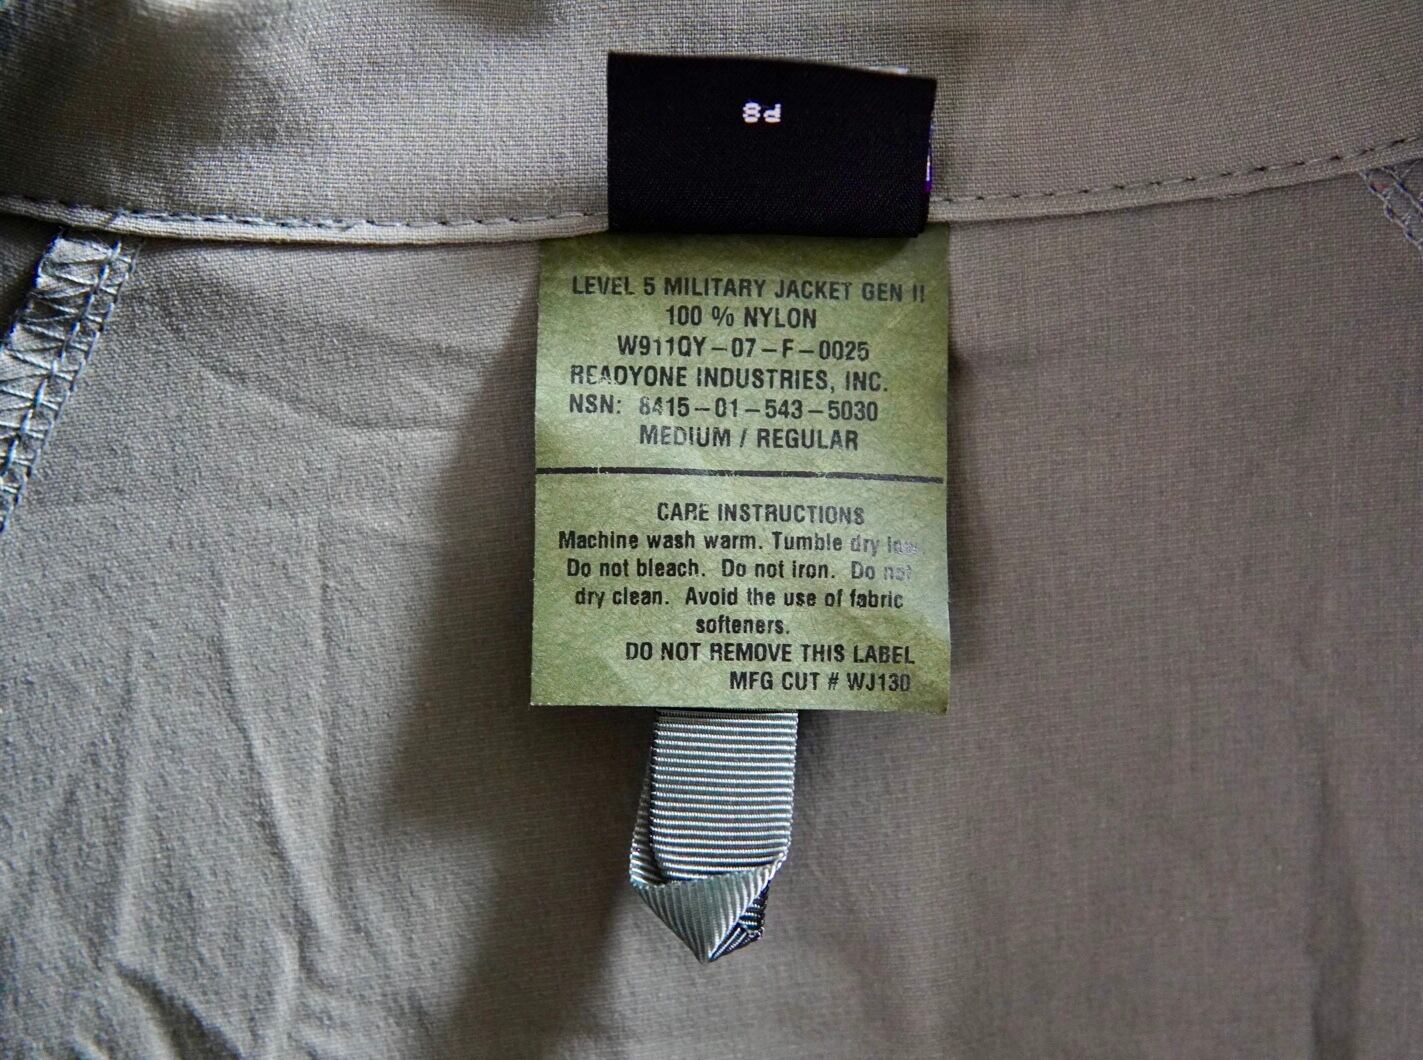 P8
LEVEL 5 MILITARY JACKET GEN II
100 % NYLON
W911QY-07-F-0025
READYONE INDUSTRIES, INC.
NSN: 8415-01-543-5030
MEDIUM / REGULAR
CARE INSTRUCTIONS
Machine wash warm. Tumble dry low.
Do not bleach. Do not iron. Do not
dry clean. Avoid the use of fabric
softeners.
DO NOT REMOVE THIS LABEL
MFG CUT # WJ130